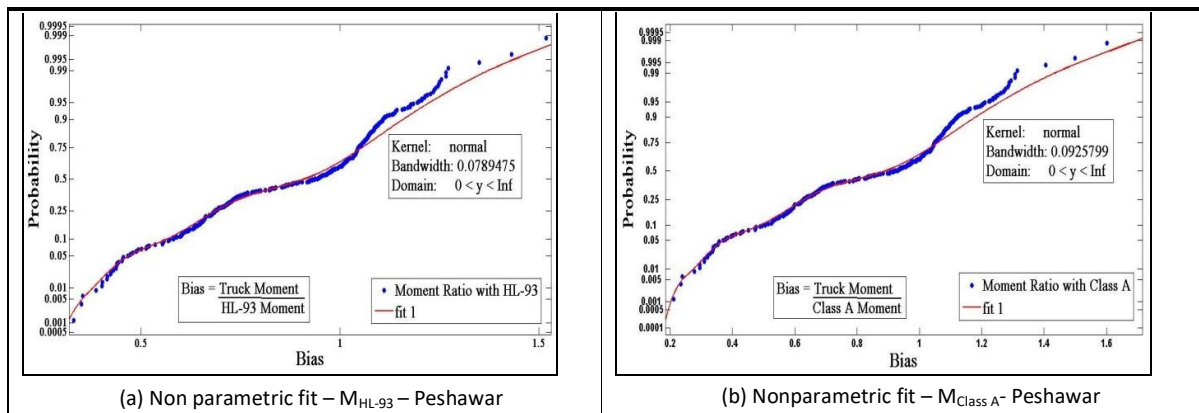 0.9995
0.999
0.995
0.99
0.95
0.9
0.75
0.5
0.25
0.1
0.05
0.01
0.005
0.001
0.0005
Probability
Kernel: normal
Bandwidth: 0.0789475
Domain: 0 < y < Inf
Bias = Truck Moment
HL-93 Moment
Moment Ratio with HL-93
fit 1
0.5
1
1.5
Bias
(a) Non parametric fit – MHL-93 – Peshawar
0.9995
0.999
0.995
0.99
0.95
0.9
0.75
0.5
0.25
0.1
0.05
0.01
0.005
0.001
0.0005
0.0001
Probability
Kernel: normal
Bandwidth: 0.0925799
Domain: 0 < y < Inf
Bias = Truck Moment
Class A Moment
Moment Ratio with Class A
fit 1
0.2
0.4
0.6
0.8
1
1.2
1.4
1.6
Bias
(b) Nonparametric fit – MClass A- Peshawar